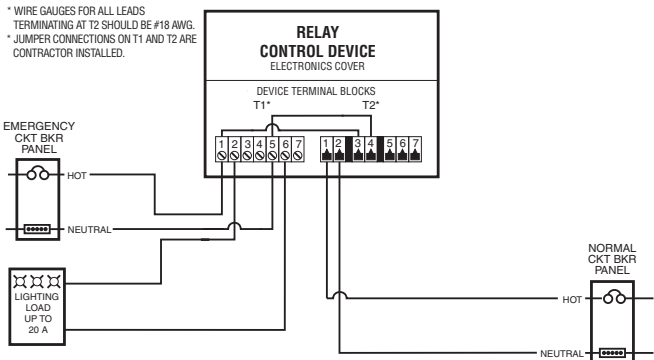 * WIRE GAUGES FOR ALL LEADS
TERMINATING AT T2 SHOULD BE #18 AWG.
* JUMPER CONNECTIONS ON T1 AND T2 ARE
CONTRACTOR INSTALLED.
RELAY
CONTROL DEVICE
ELECTRONICS COVER
DEVICE TERMINAL BLOCKS
T1* T2*
1 2 3 4 5 6 7 1 2 3 4 5 6 7
EMERGENCY
CKT BKR
PANEL
HOT
NEUTRAL
LIGHTING
LOAD
UP TO
20 A
NORMAL
CKT BKR
PANEL
HOT
NEUTRAL